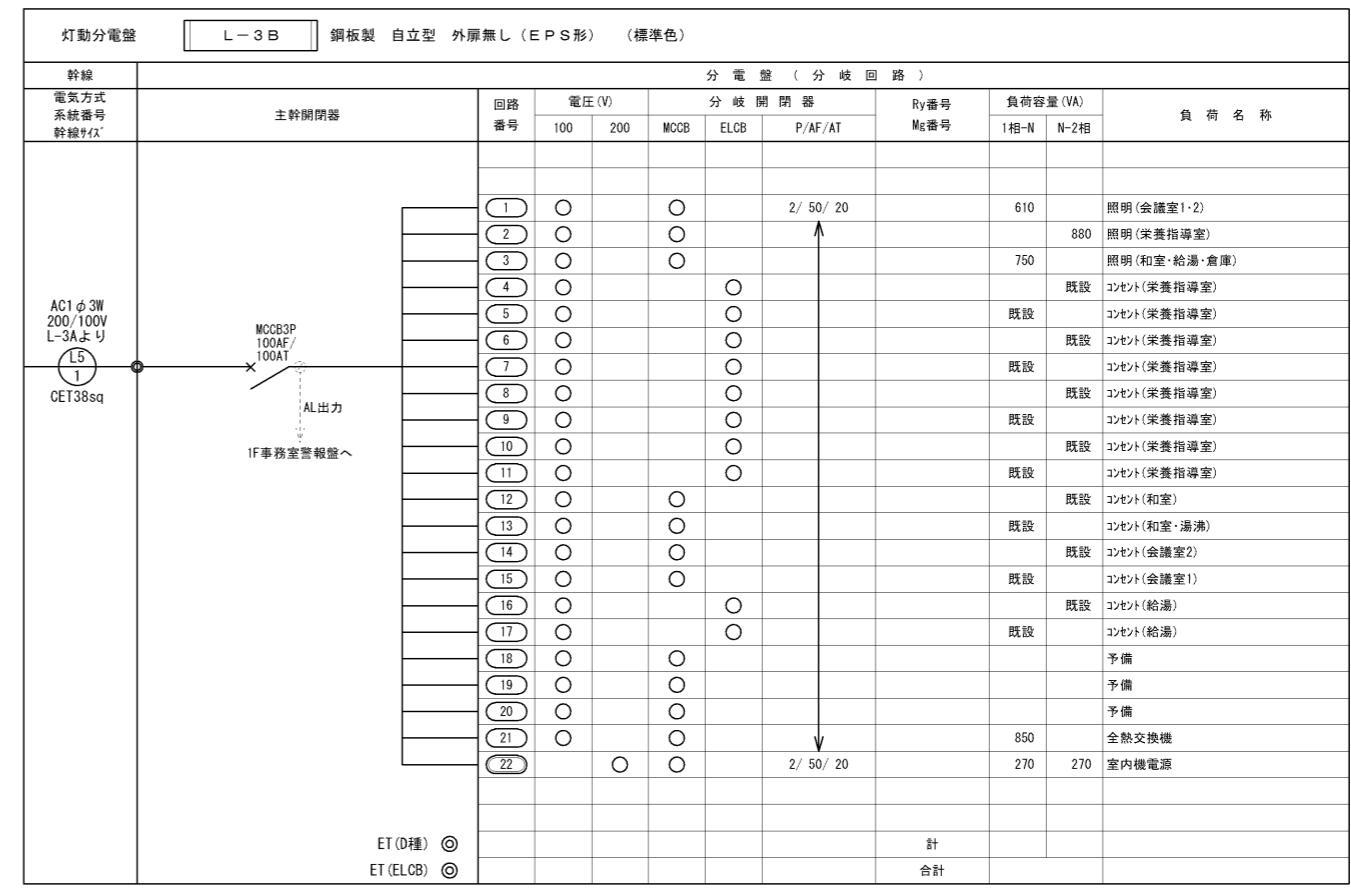 灯動分電盤 L－3B 鋼板製 自立型 外扉無し（EPS形） （標準色）
幹線 分電盤（分岐回路）
電気方式
系統番号
幹線ｻｲｽﾞ
主幹開閉器
回路
番号
電圧(V)
100 200
分岐開閉器
MCCB ELCB P/AF/AT
Ry番号
Mg番号
負荷容量(VA)
1相-N N-2相
負荷名称
AC1φ3W
200/100V
L-3Aより
L5
1
CET38sq
MCCB3P
100AF/
100AT
AL出力
1F事務室警報盤へ
1 ○ ○ 2/ 50/ 20 610 照明(会議室1･2)
2 ○ ○ 880 照明(栄養指導室)
3 ○ ○ 750 照明(和室･給湯･倉庫)
4 ○ ○ 既設 ｺﾝｾﾝﾄ(栄養指導室)
5 ○ ○ 既設 ｺﾝｾﾝﾄ(栄養指導室)
6 ○ ○ 既設 ｺﾝｾﾝﾄ(栄養指導室)
7 ○ ○ 既設 ｺﾝｾﾝﾄ(栄養指導室)
8 ○ ○ 既設 ｺﾝｾﾝﾄ(栄養指導室)
9 ○ ○ 既設 ｺﾝｾﾝﾄ(栄養指導室)
10 ○ ○ 既設 ｺﾝｾﾝﾄ(栄養指導室)
11 ○ ○ 既設 ｺﾝｾﾝﾄ(栄養指導室)
12 ○ ○ 既設 ｺﾝｾﾝﾄ(和室)
13 ○ ○ 既設 ｺﾝｾﾝﾄ(和室･湯沸)
14 ○ ○ 既設 ｺﾝｾﾝﾄ(会議室2)
15 ○ ○ 既設 ｺﾝｾﾝﾄ(会議室1)
16 ○ ○ 既設 ｺﾝｾﾝﾄ(給湯)
17 ○ ○ 既設 ｺﾝｾﾝﾄ(給湯)
18 ○ ○ 予備
19 ○ ○ 予備
20 ○ ○ 予備
21 ○ ○ 850 全熱交換機
22 ○ ○ 2/ 50/ 20 270 270 室内機電源
ET(D種) ◎ 計
ET(ELCB) ◎ 合計